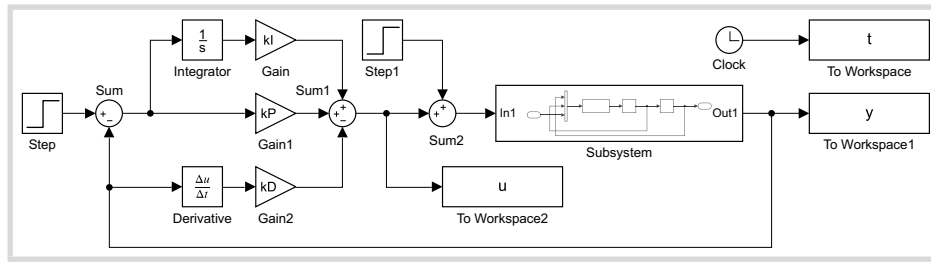 1
s
Integrator
kI
Gain
Step1
Clock
t
To Workspace
Sum
+
−
Step
kP
Gain1
Sum1
+
+
−
+
+
Sum2
In1
Out1
Subsystem
y
To Workspace1
Δu
Δt
Derivative
kD
Gain2
u
To Workspace2